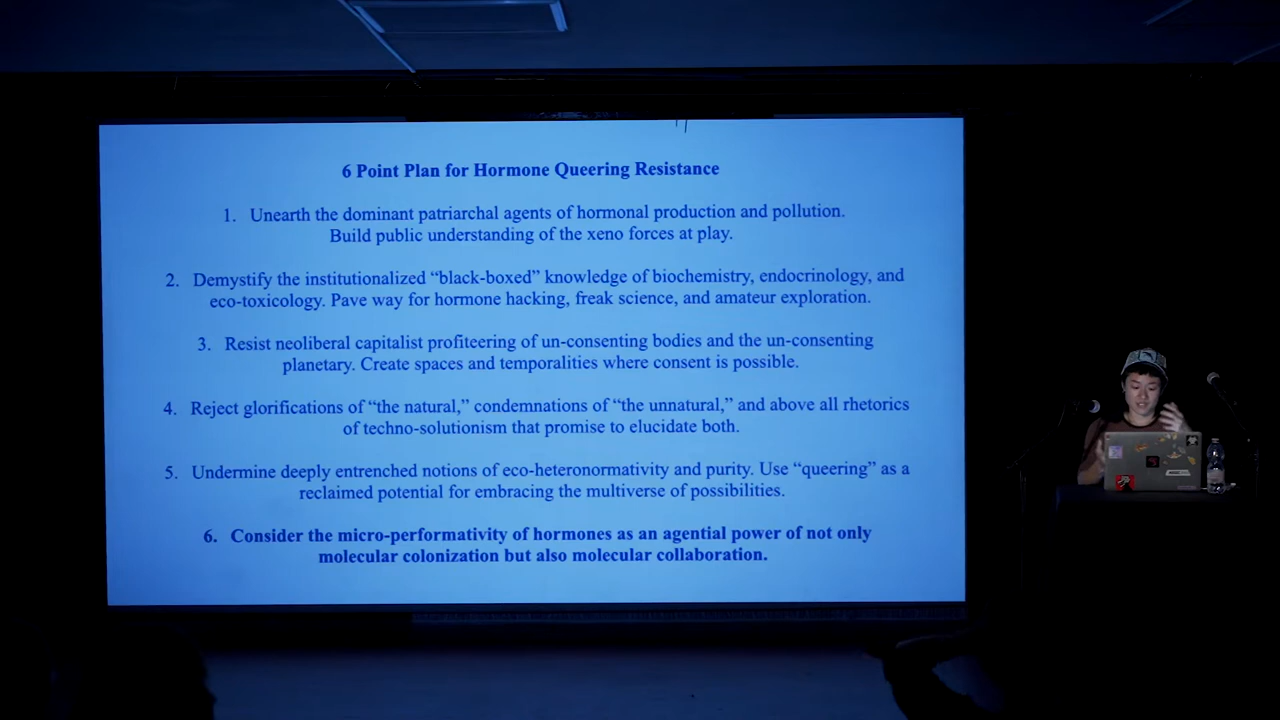 6 Point Plan for Hormone Queering Resistance
1. Unearth the dominant patriarchal agents of hormonal production and pollution.
Build public understanding of the xeno forces at play.
2. Demystify the institutionalized “black-boxed” knowledge of biochemistry, endocrinology, and
eco-toxicology. Pave way for hormone hacking, freak science, and amateur exploration.
3. Resist neoliberal capitalist profiteering of un-consenting bodies and the un-consenting
planetary. Create spaces and temporalities where consent is possible.
4. Reject glorifications of “the natural,” condemnations of “the unnatural,” and above all rhetorics
of techno-solutionism that promise to elucidate both.
5. Undermine deeply entrenched notions of eco-heteronormativity and purity. Use “queering” as a
reclaimed potential for embracing the multiverse of possibilities.
6. Consider the micro-performativity of hormones as an agential power of not only
molecular colonization but also molecular collaboration.